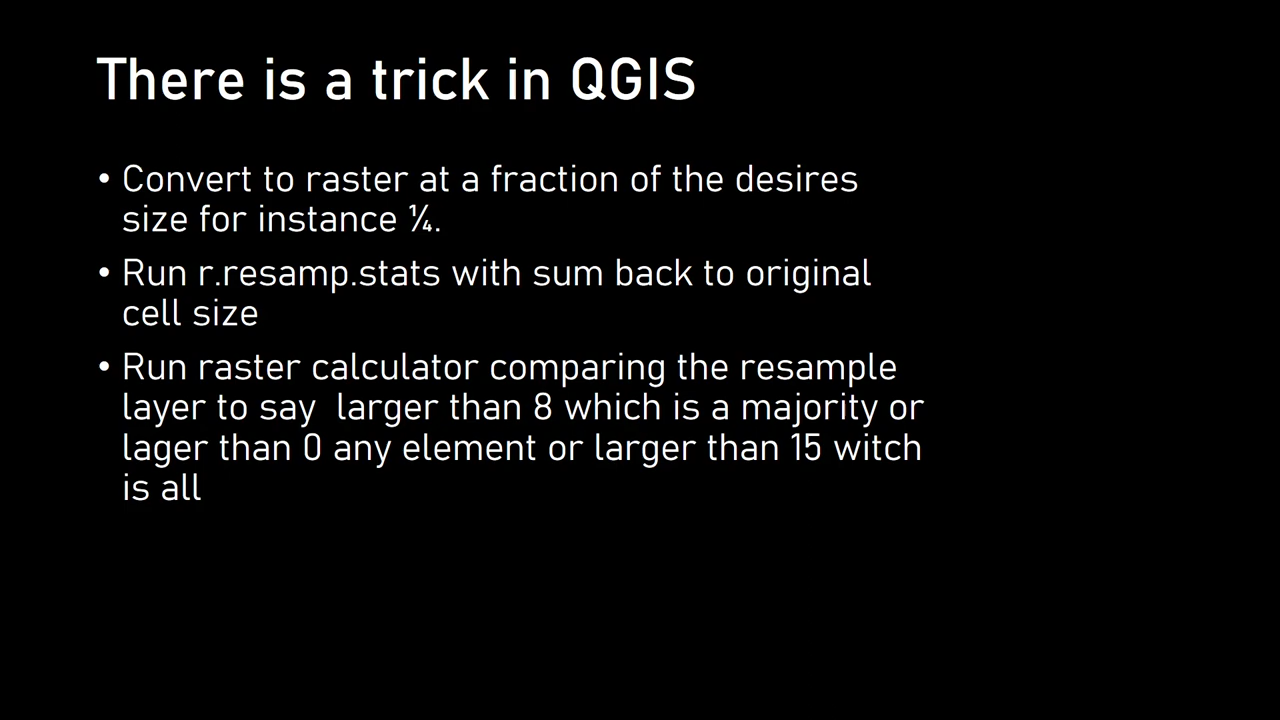 There is a trick in QGIS
• Convert to raster at a fraction of the desires
size for instance ¼.
• Run r.resamp.stats with sum back to original
cell size
• Run raster calculator comparing the resample
layer to say  larger than 8 which is a majority or
lager than 0 any element or larger than 15 witch
is all